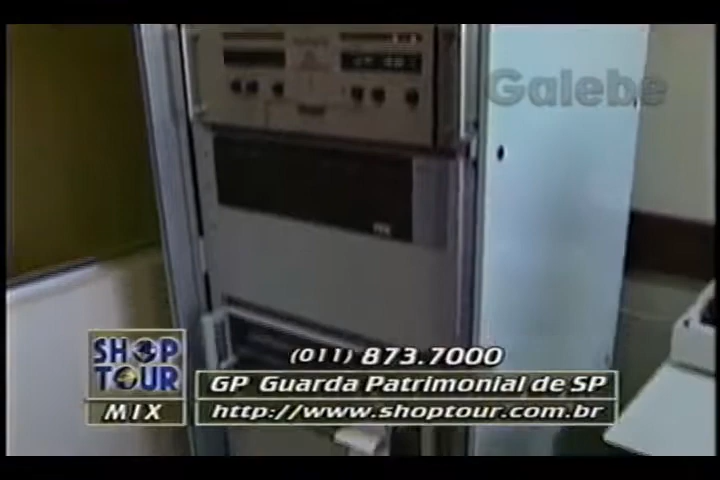 Galebe
(011) 873.7000
SHOP TOUR
MIX
GP Guarda Patrimonial de SP
http://www.shoptour.com.br